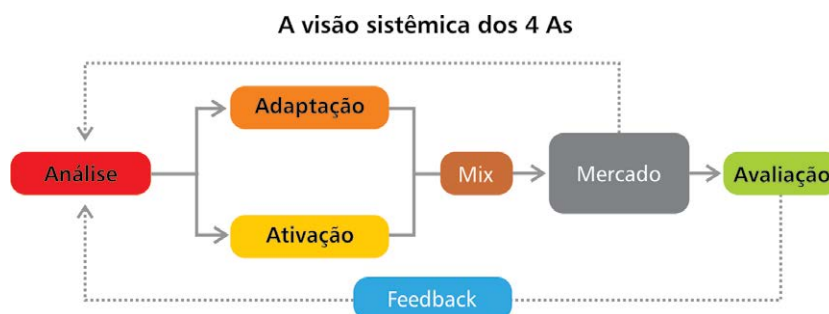 A visão sistêmica dos 4 As
Adaptação
Análise
Mix
Mercado
Avaliação
Ativação
Feedback